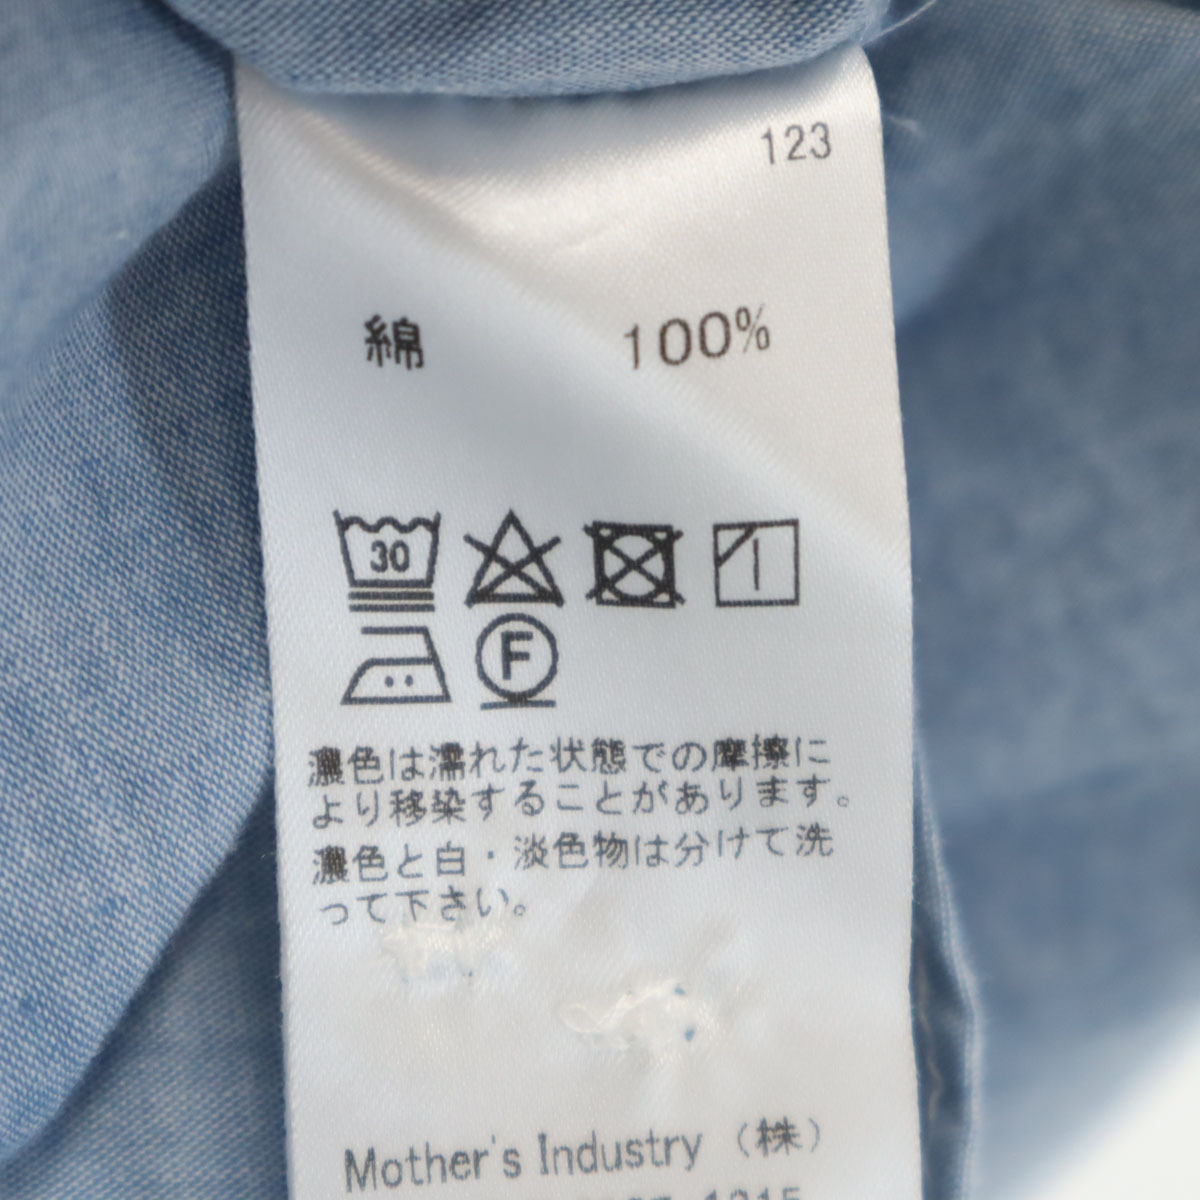 123
綿 100%
30
F
濃色は濡れた状態での摩擦に
より移染することがあります。
濃色と白・淡色物は分けて洗
って下さい。
Mother's Industry (株)